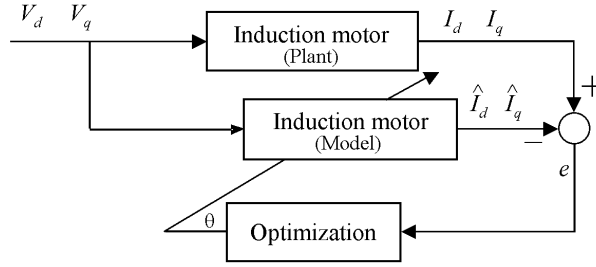 V_d V_q
Induction motor
(Plant)
I_d I_q
+
Induction motor
(Model)
Î_d Î_q
−
e
θ
Optimization